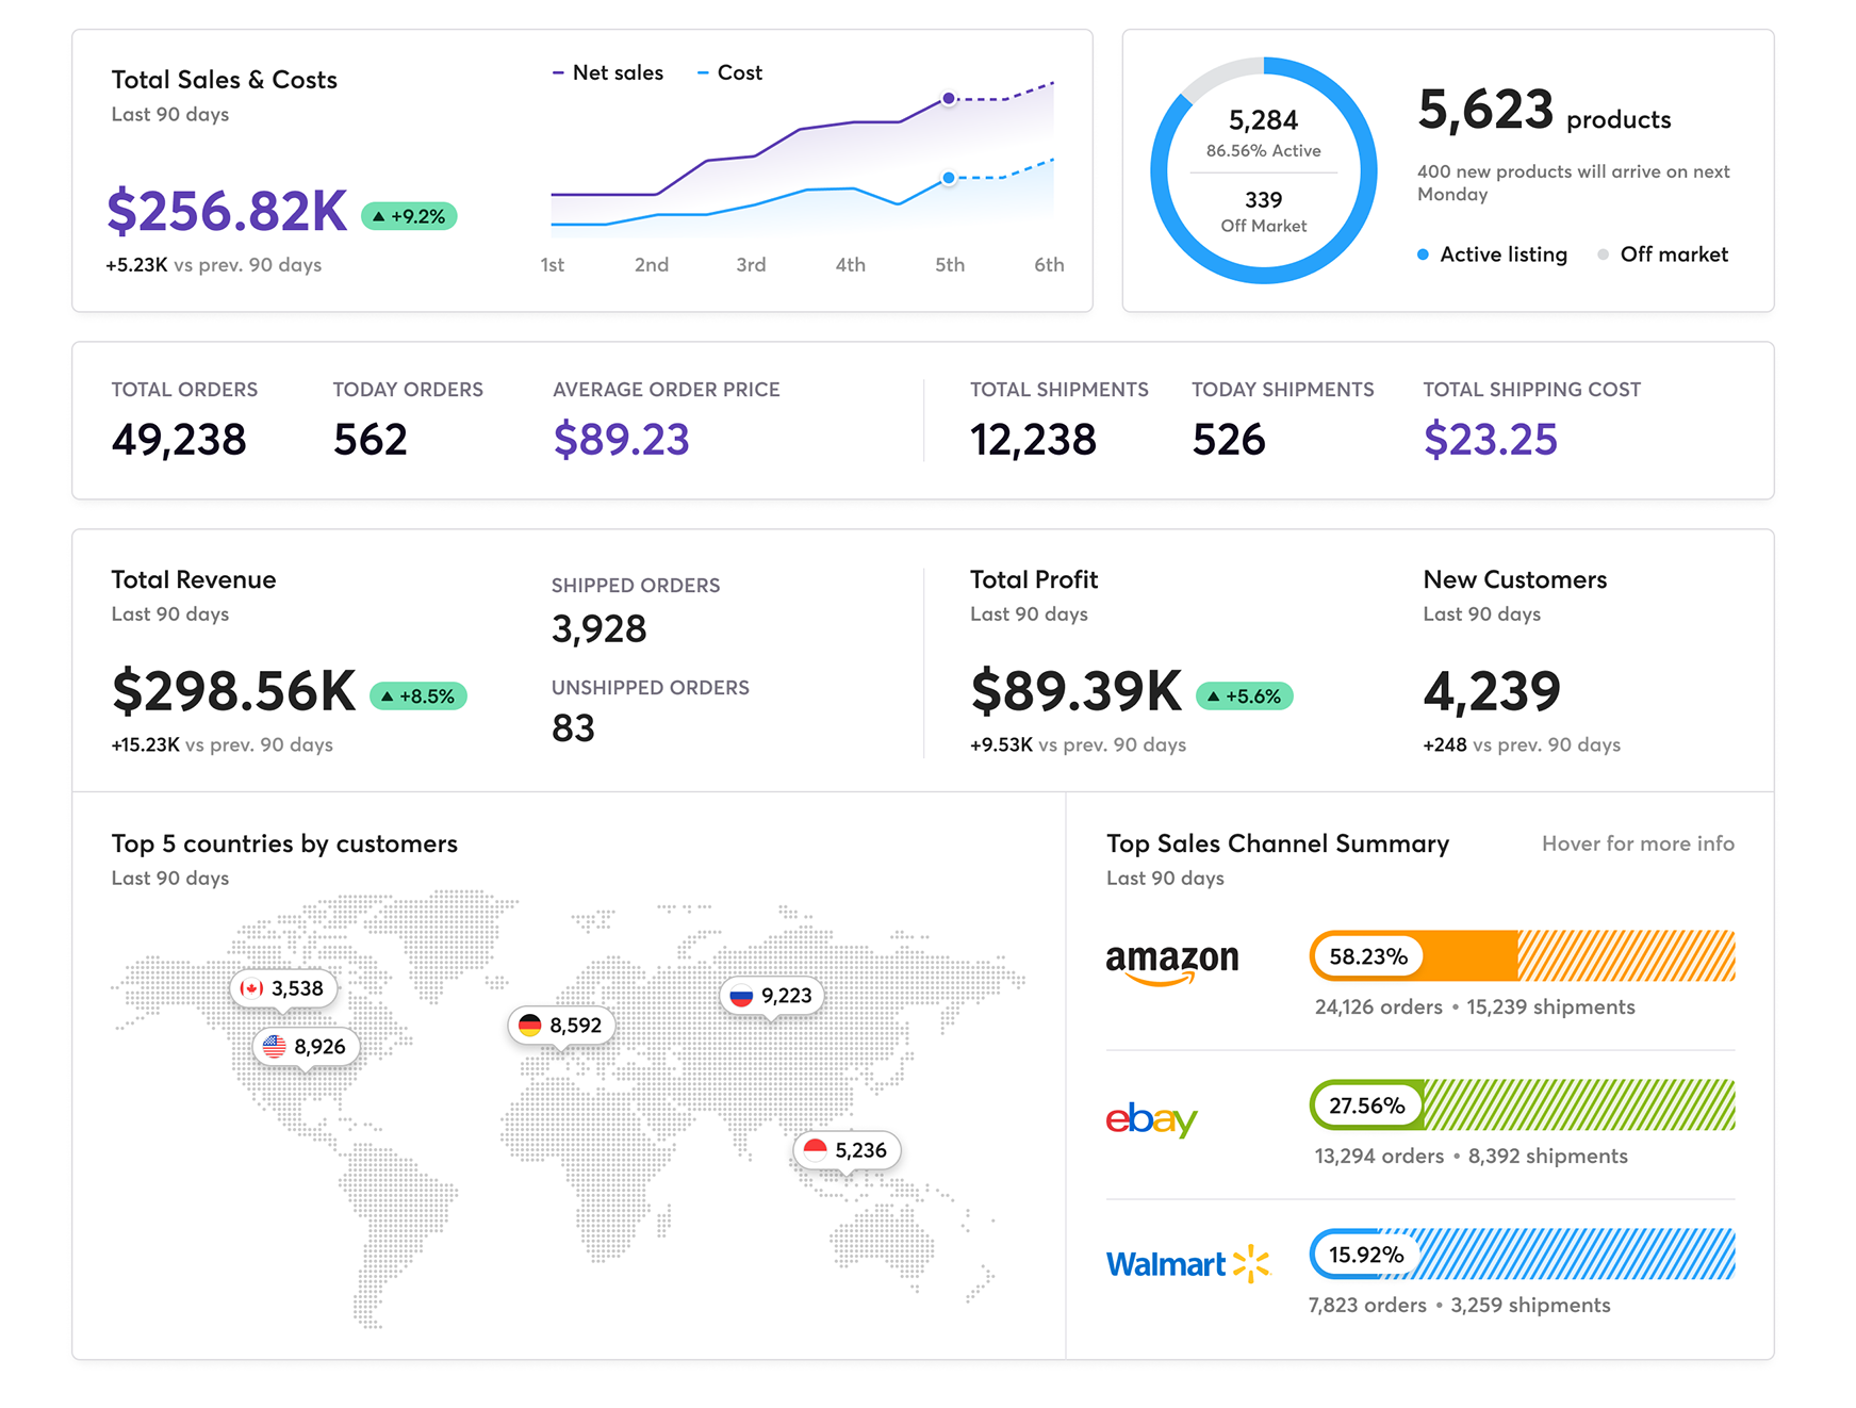 Total Sales & Costs
Last 90 days
$256.82K
+9.2%
+5.23K vs prev. 90 days
Net sales
Cost
1st
2nd
3rd
4th
5th
6th
5,284
86.56% Active
339
Off Market
5,623 products
400 new products will arrive on next
Monday
Active listing
Off market
TOTAL ORDERS
49,238
TODAY ORDERS
562
AVERAGE ORDER PRICE
$89.23
TOTAL SHIPMENTS
12,238
TODAY SHIPMENTS
526
TOTAL SHIPPING COST
$23.25
Total Revenue
Last 90 days
$298.56K
+8.5%
+15.23K vs prev. 90 days
SHIPPED ORDERS
3,928
UNSHIPPED ORDERS
83
Total Profit
Last 90 days
$89.39K
+5.6%
+9.53K vs prev. 90 days
New Customers
Last 90 days
4,239
+248 vs prev. 90 days
Top 5 countries by customers
Last 90 days
3,538
8,926
8,592
9,223
5,236
Top Sales Channel Summary
Hover for more info
Last 90 days
amazon
58.23%
24,126 orders • 15,239 shipments
ebay
27.56%
13,294 orders • 8,392 shipments
Walmart
15.92%
7,823 orders • 3,259 shipments